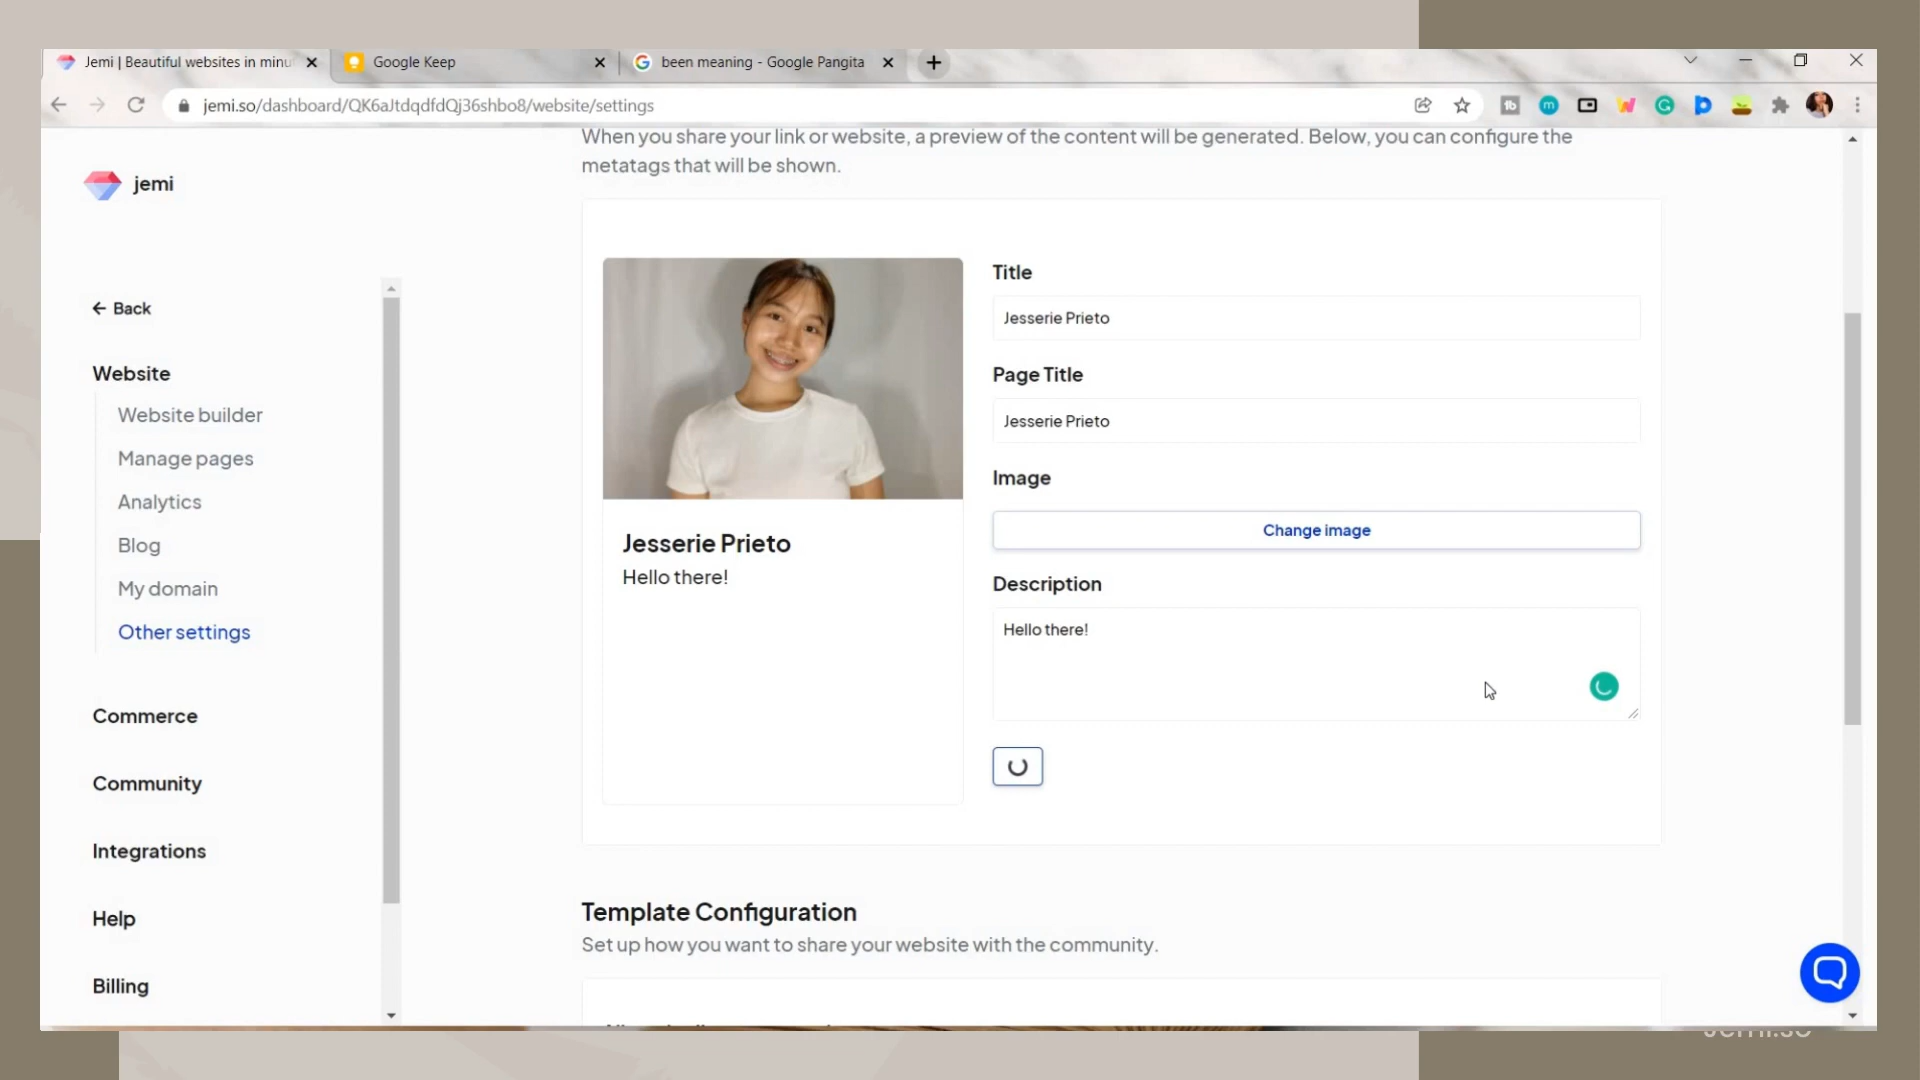 Jemi | Beautiful websites in minu
Google Keep
been meaning - Google Pangita
jemi.so/dashboard/QK6aJtdqdfdQj36shbo8/website/settings
When you share your link or website, a preview of the content will be generated. Below, you can configure the
metatags that will be shown.
jemi
Back
Website
Website builder
Manage pages
Analytics
Blog
My domain
Other settings
Commerce
Community
Integrations
Help
Billing
Jesserie Prieto
Hello there!
Title
Jesserie Prieto
Page Title
Jesserie Prieto
Image
Change image
Description
Hello there!
Template Configuration
Set up how you want to share your website with the community.